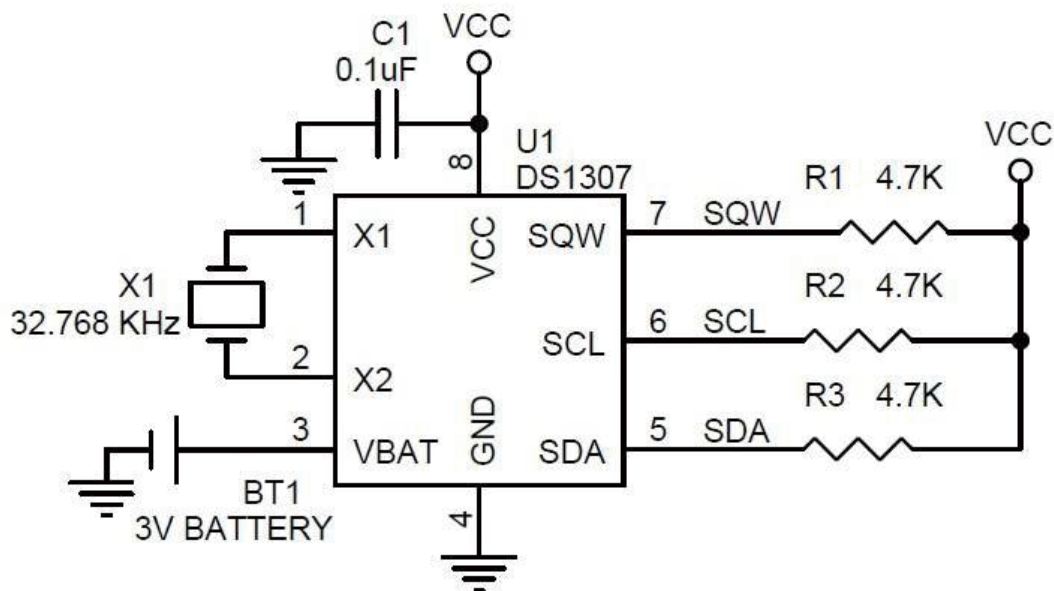 C1
0.1uF
VCC
U1
DS1307
8
VCC
R1 4.7K
1
X1
VCC
SQW
7
SQW
X1
32.768 KHz
R2 4.7K
SCL
6
SCL
2
X2
R3 4.7K
3
VBAT
GND
SDA
5
SDA
BT1
3V BATTERY
4